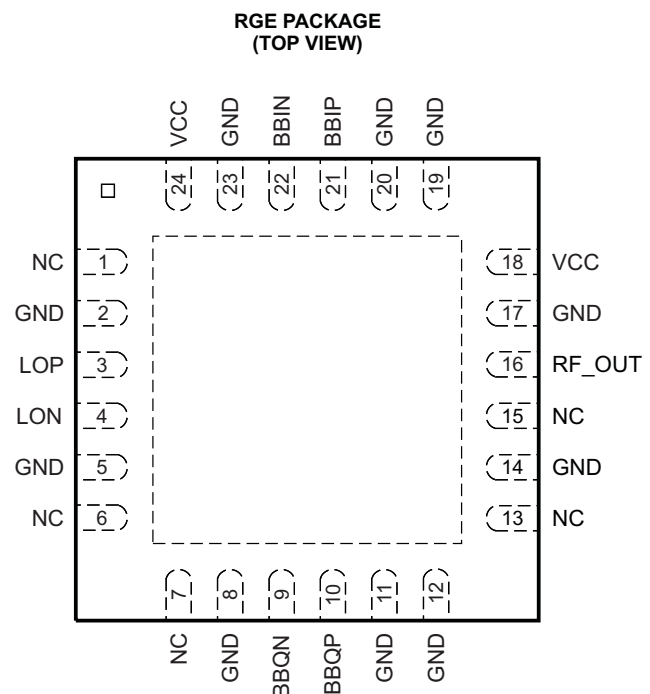 RGE PACKAGE
(TOP VIEW)
VCC
GND
BBIN
BBIP
GND
GND
24
23
22
21
20
19
NC 1
GND 2
LOP 3
LON 4
GND 5
NC 6
18 VCC
17 GND
16 RF_OUT
15 NC
14 GND
13 NC
7
8
9
10
11
12
NC
GND
BBQN
BBQP
GND
GND